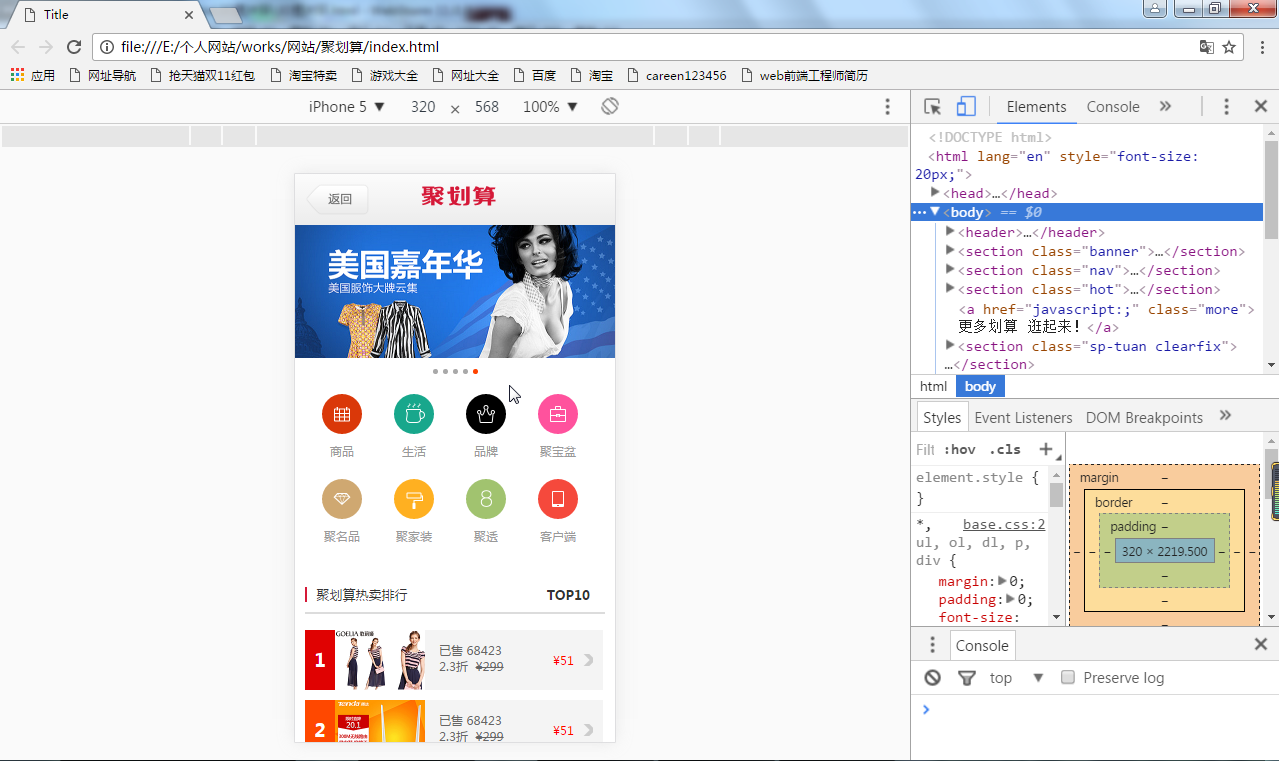 Title
file:///E:/个人网站/works/网站/聚划算/index.html
应用 网址导航 抢天猫双11红包 淘宝特卖 游戏大全 网址大全 百度 淘宝 careen123456 web前端工程师简历
iPhone 5 ▼ 320 × 568 100% ▼
返回 聚划算
美国嘉年华
美国服饰大牌云集
商品 生活 品牌 聚宝盆
8
聚名品 聚家装 聚透 客户端
聚划算热卖排行 TOP10
GOELIA
1 已售 68423
2.3折 ¥299 ¥51
Tenda
20.1
2 已售 68423
2.3折 ¥299 ¥51
Elements Console »
<!DOCTYPE html>
<html lang="en" style="font-size:
20px;">
<head>…</head>
…▼<body> == $0
<header>…</header>
<section class="banner">…</section>
<section class="nav">…</section>
<section class="hot">…</section>
<a href="javascript:;" class="more">
更多划算 逛起来! </a>
<section class="sp-tuan clearfix">
…</section>
html body
Styles Event Listeners DOM Breakpoints »
Filt :hov .cls +
element.style {
}
*, base.css:2
ul, ol, dl, p,
div {
margin:▶0;
padding:▶0;
font-size:
margin –
border –
padding –
– – – 320 × 2219.500 – – –
–
–
–
Console
top ▼ Preserve log
›